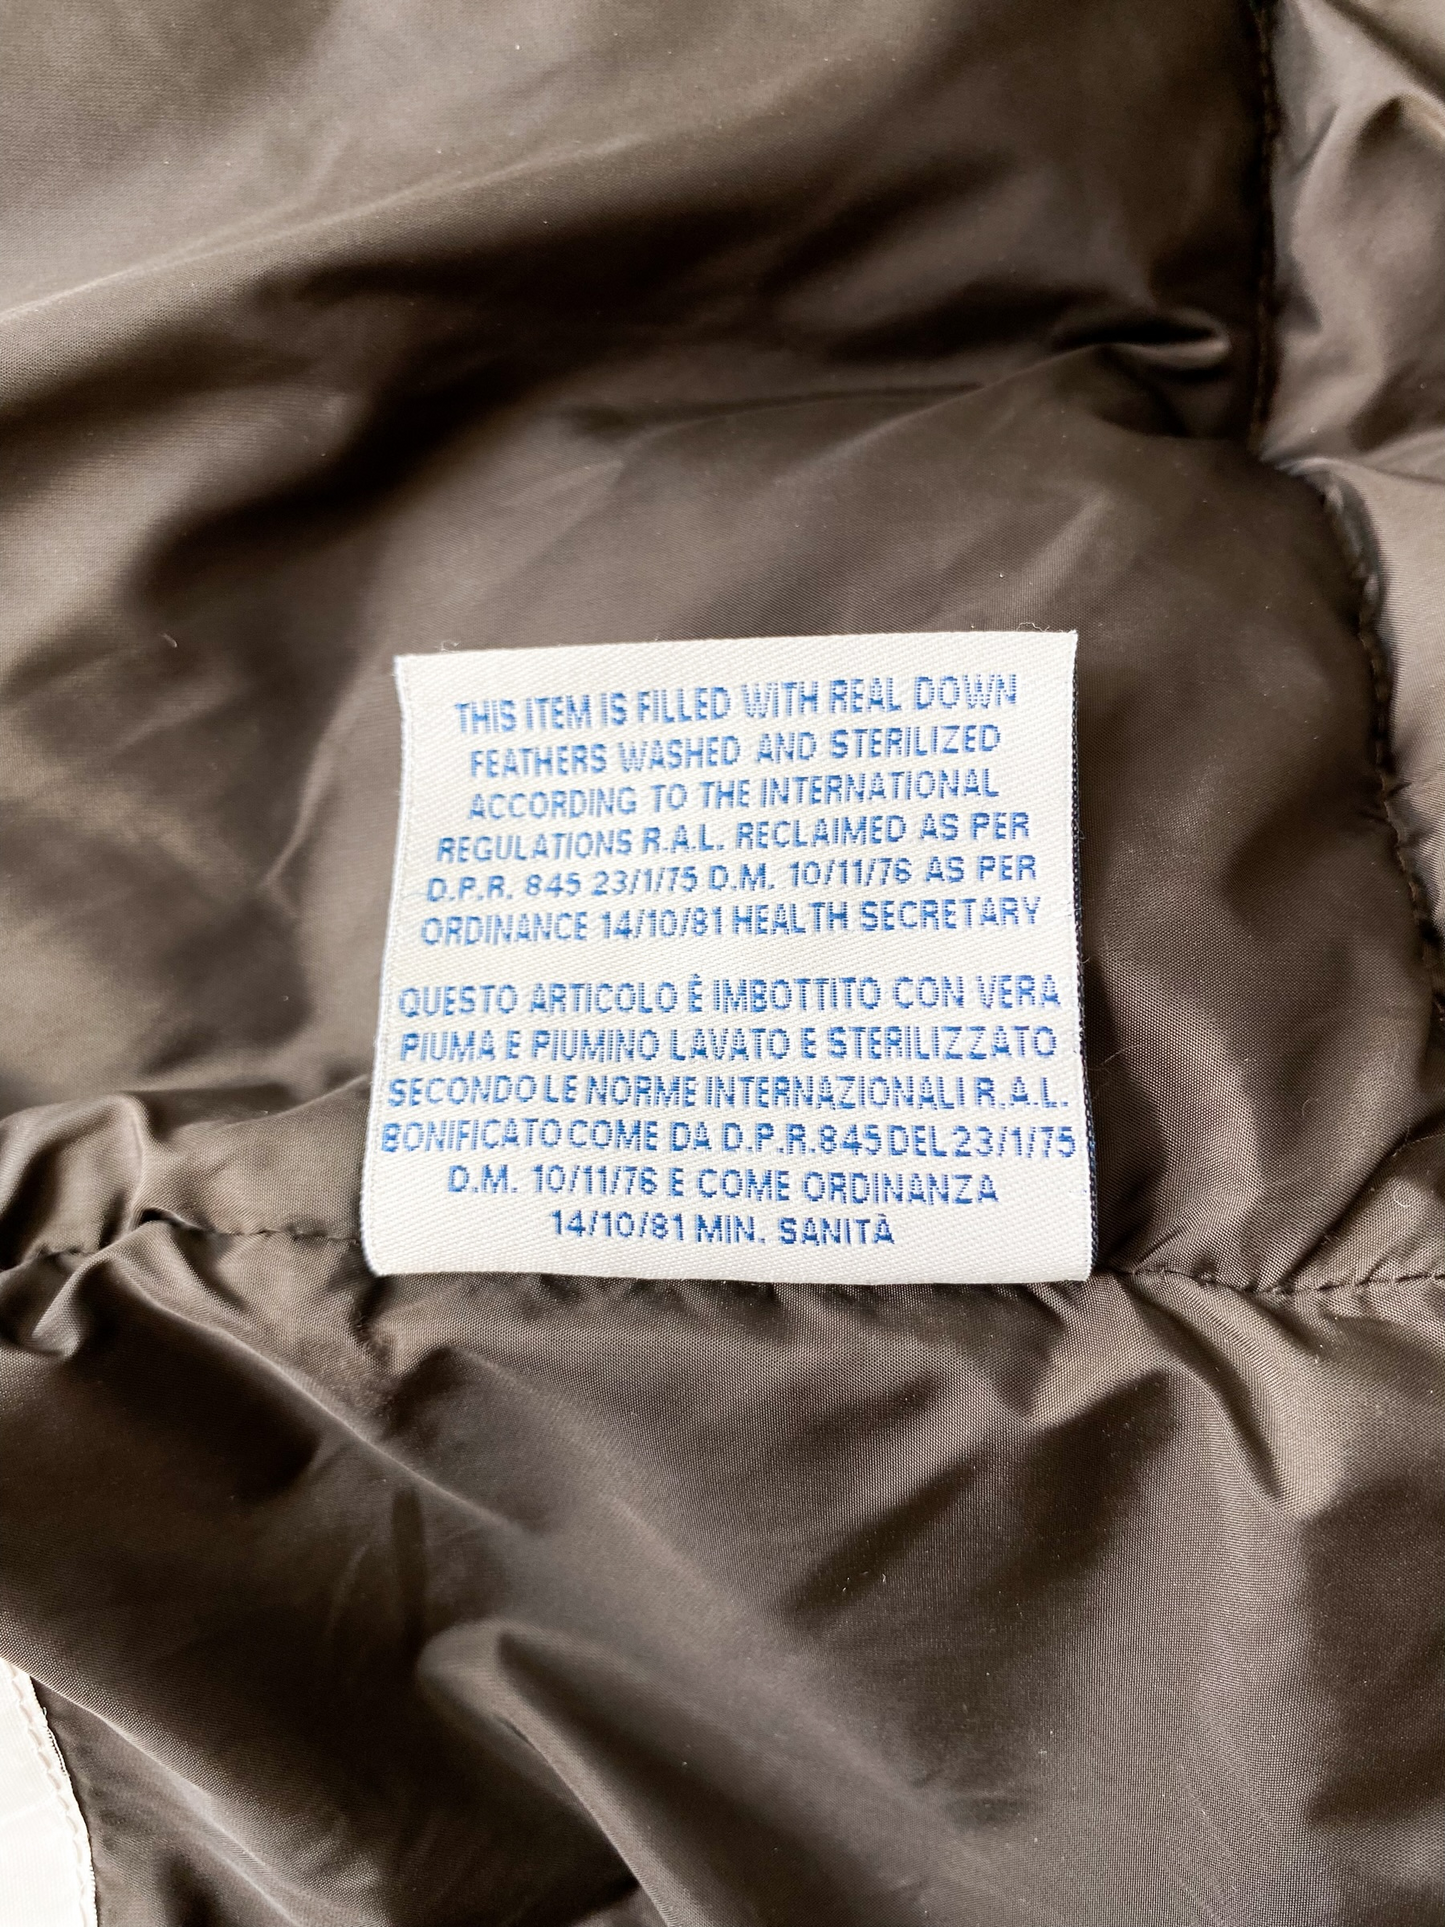 THIS ITEM IS FILLED WITH REAL DOWN
FEATHERS WASHED AND STERILIZED
ACCORDING TO THE INTERNATIONAL
REGULATIONS R.A.L. RECLAIMED AS PER
D.P.R. 845 23/1/75 D.M. 10/11/76 AS PER
ORDINANCE 14/10/81 HEALTH SECRETARY
QUESTO ARTICOLO È IMBOTTITO CON VERA
PIUMA E PIUMINO LAVATO E STERILIZZATO
SECONDO LE NORME INTERNAZIONALI R.A.L.
BONIFICATO COME DA D.P.R. 845 DEL 23/1/75
D.M. 10/11/76 E COME ORDINANZA
14/10/81 MIN. SANITÀ